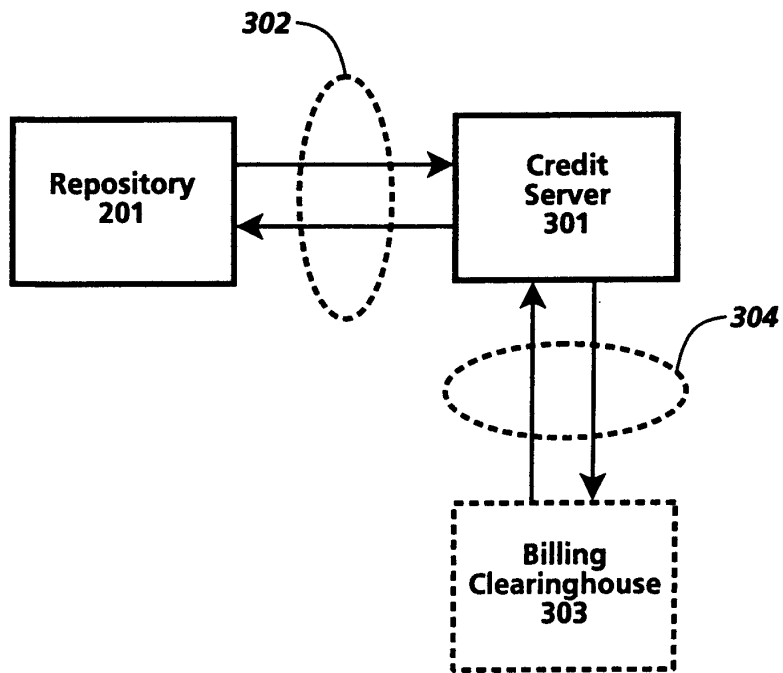 302
Repository
201
Credit
Server
301
304
Billing
Clearinghouse
303